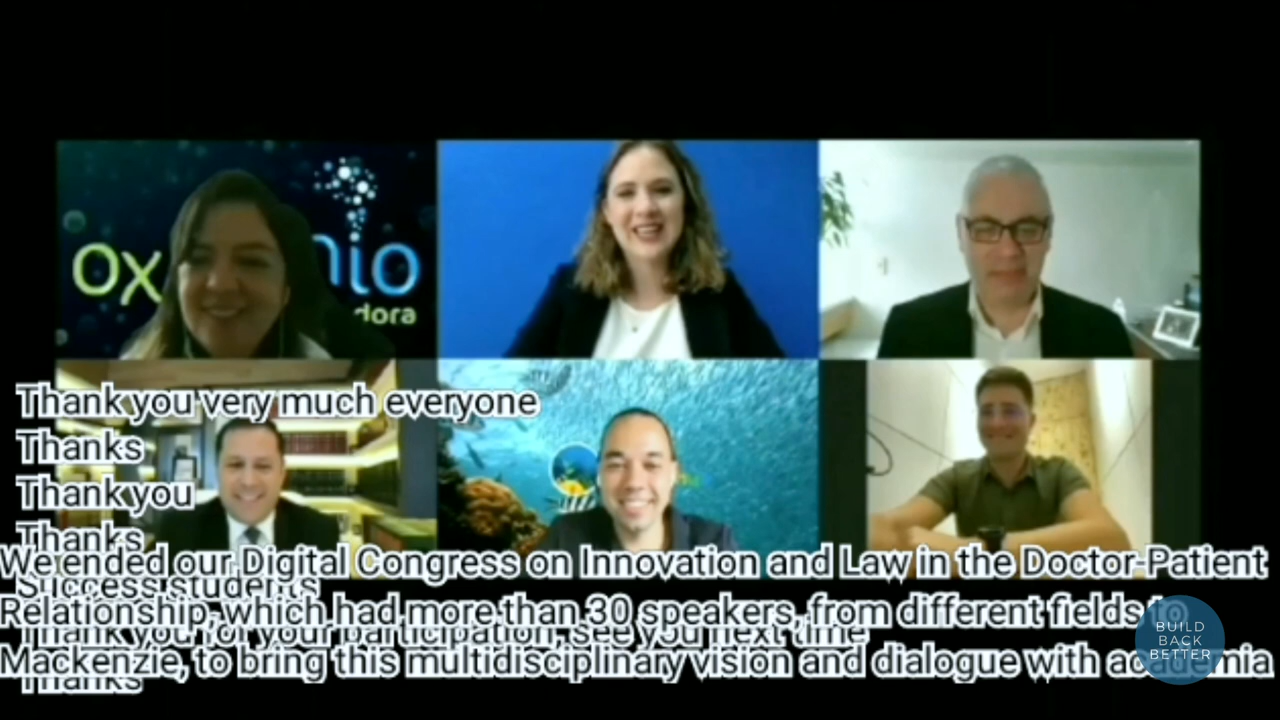 ox nio
dora
Thank you very much everyone
Thanks
Thank you
Thanks
We ended our Digital Congress on Innovation and Law in the Doctor-Patient
Success students
Relationship, which had more than 30 speakers, from different fields to
Thank you for your participation, see you next time
Mackenzie, to bring this multidisciplinary vision and dialogue with academia
Thanks
BUILD
BACK
BETTER